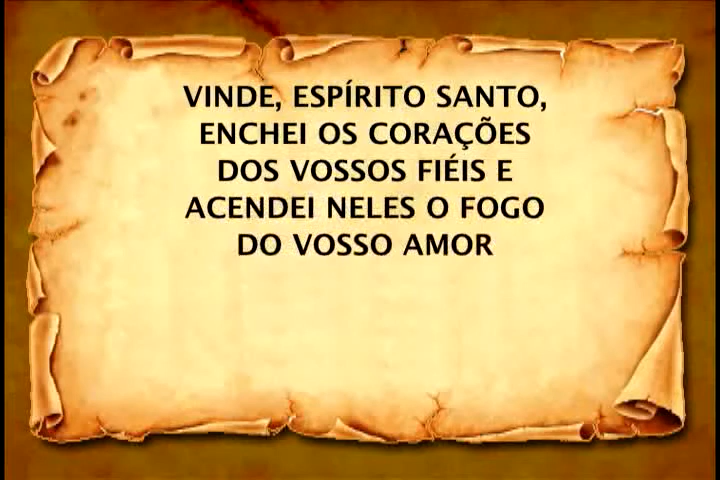 VINDE, ESPÍRITO SANTO,
ENCHEI OS CORAÇÕES
DOS VOSSOS FIÉIS E
ACENDEI NELES O FOGO
DO VOSSO AMOR